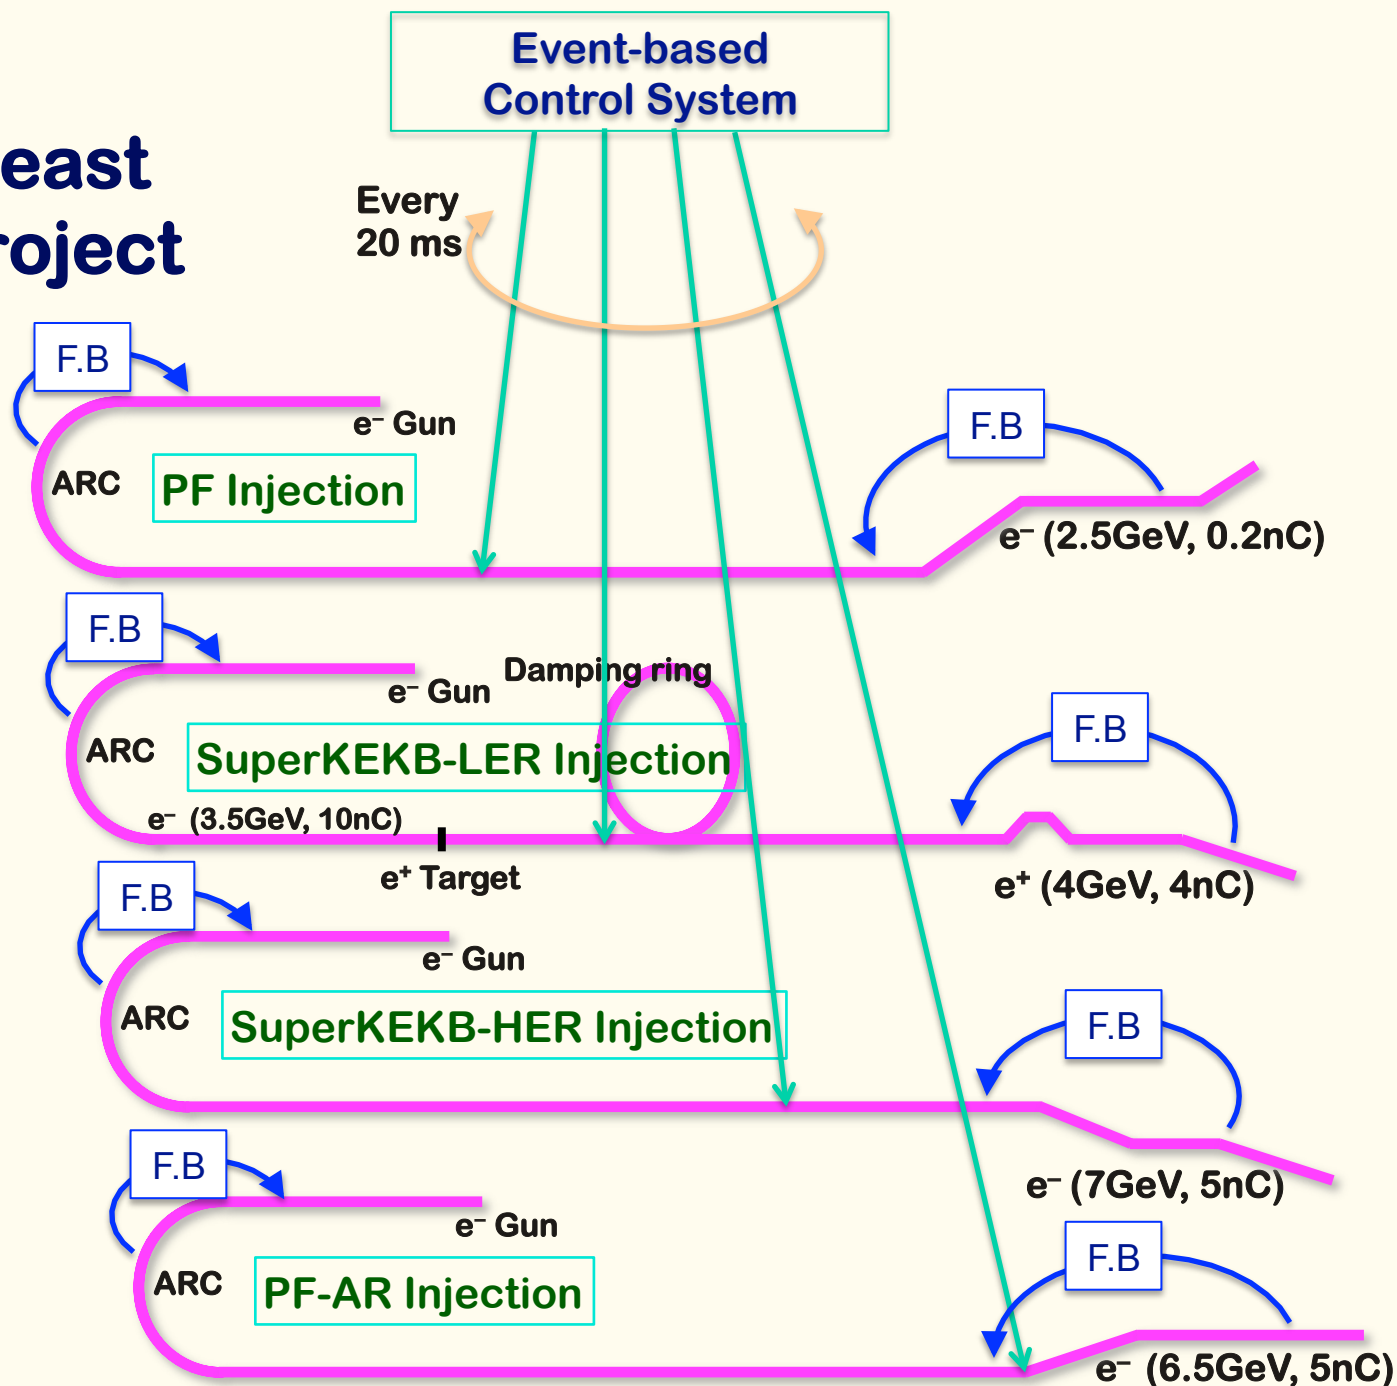 Event-based
Control System
east
roject
Every
20 ms
F.B
e⁻ Gun
ARC
PF Injection
F.B
e⁻ (2.5GeV, 0.2nC)
F.B
e⁻ Gun
Damping ring
ARC
SuperKEKB-LER Injection
F.B
e⁻ (3.5GeV, 10nC)
e⁺ Target
e⁺ (4GeV, 4nC)
F.B
e⁻ Gun
ARC
SuperKEKB-HER Injection
F.B
e⁻ (7GeV, 5nC)
F.B
e⁻ Gun
ARC
PF-AR Injection
F.B
e⁻ (6.5GeV, 5nC)